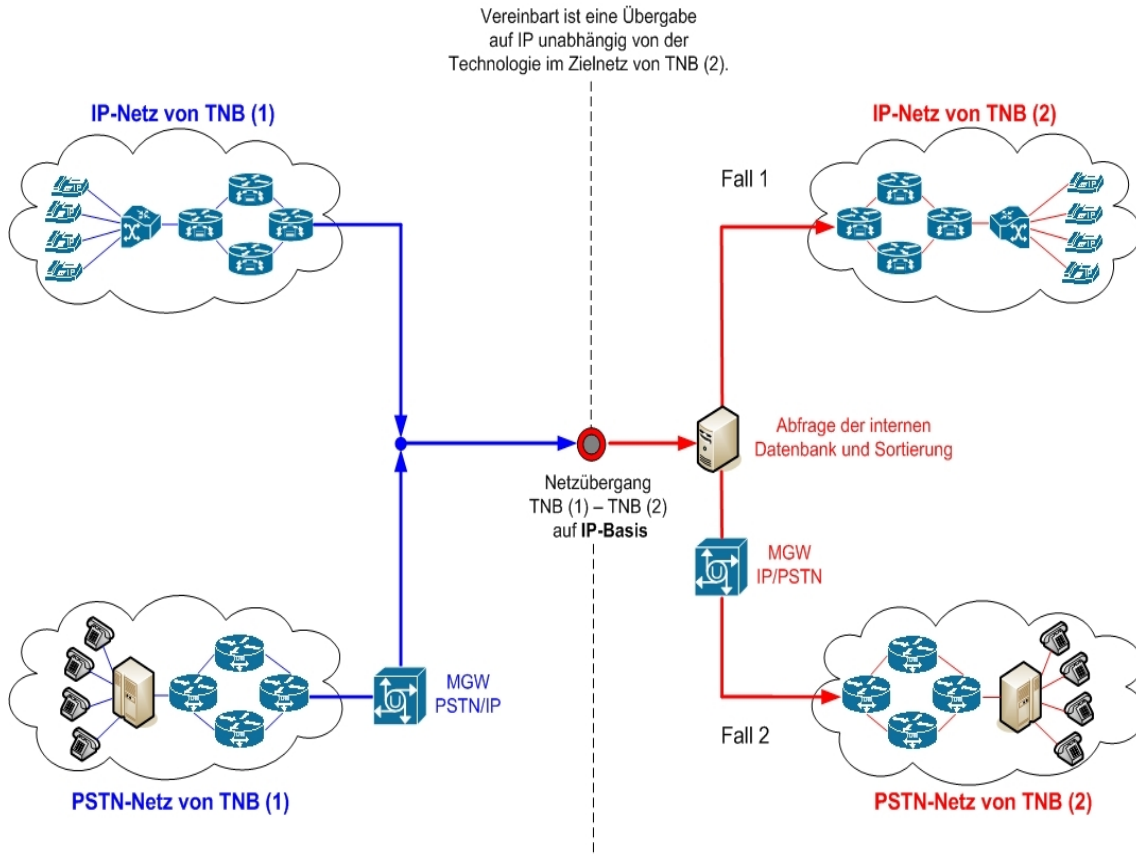 Vereinbart ist eine Übergabe
auf IP unabhängig von der
Technologie im Zielnetz von TNB (2).
IP-Netz von TNB (1)
IP-Netz von TNB (2)
Fall 1
Abfrage der internen
Datenbank und Sortierung
Netzübergang
TNB (1) – TNB (2)
auf IP-Basis
MGW
IP/PSTN
MGW
PSTN/IP
U
U
Fall 2
PSTN-Netz von TNB (1)
PSTN-Netz von TNB (2)